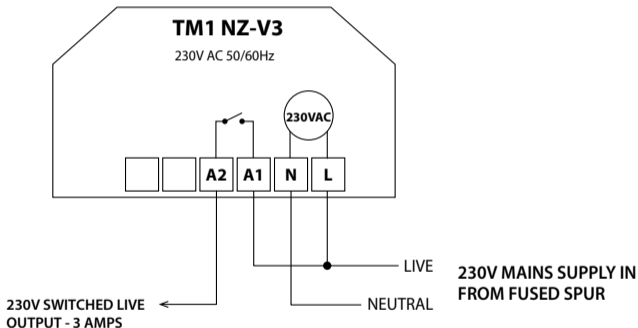 TM1 NZ-V3
230V AC 50/60Hz
230VAC
A2 A1 N L
LIVE
230V MAINS SUPPLY IN
FROM FUSED SPUR
NEUTRAL
230V SWITCHED LIVE
OUTPUT - 3 AMPS